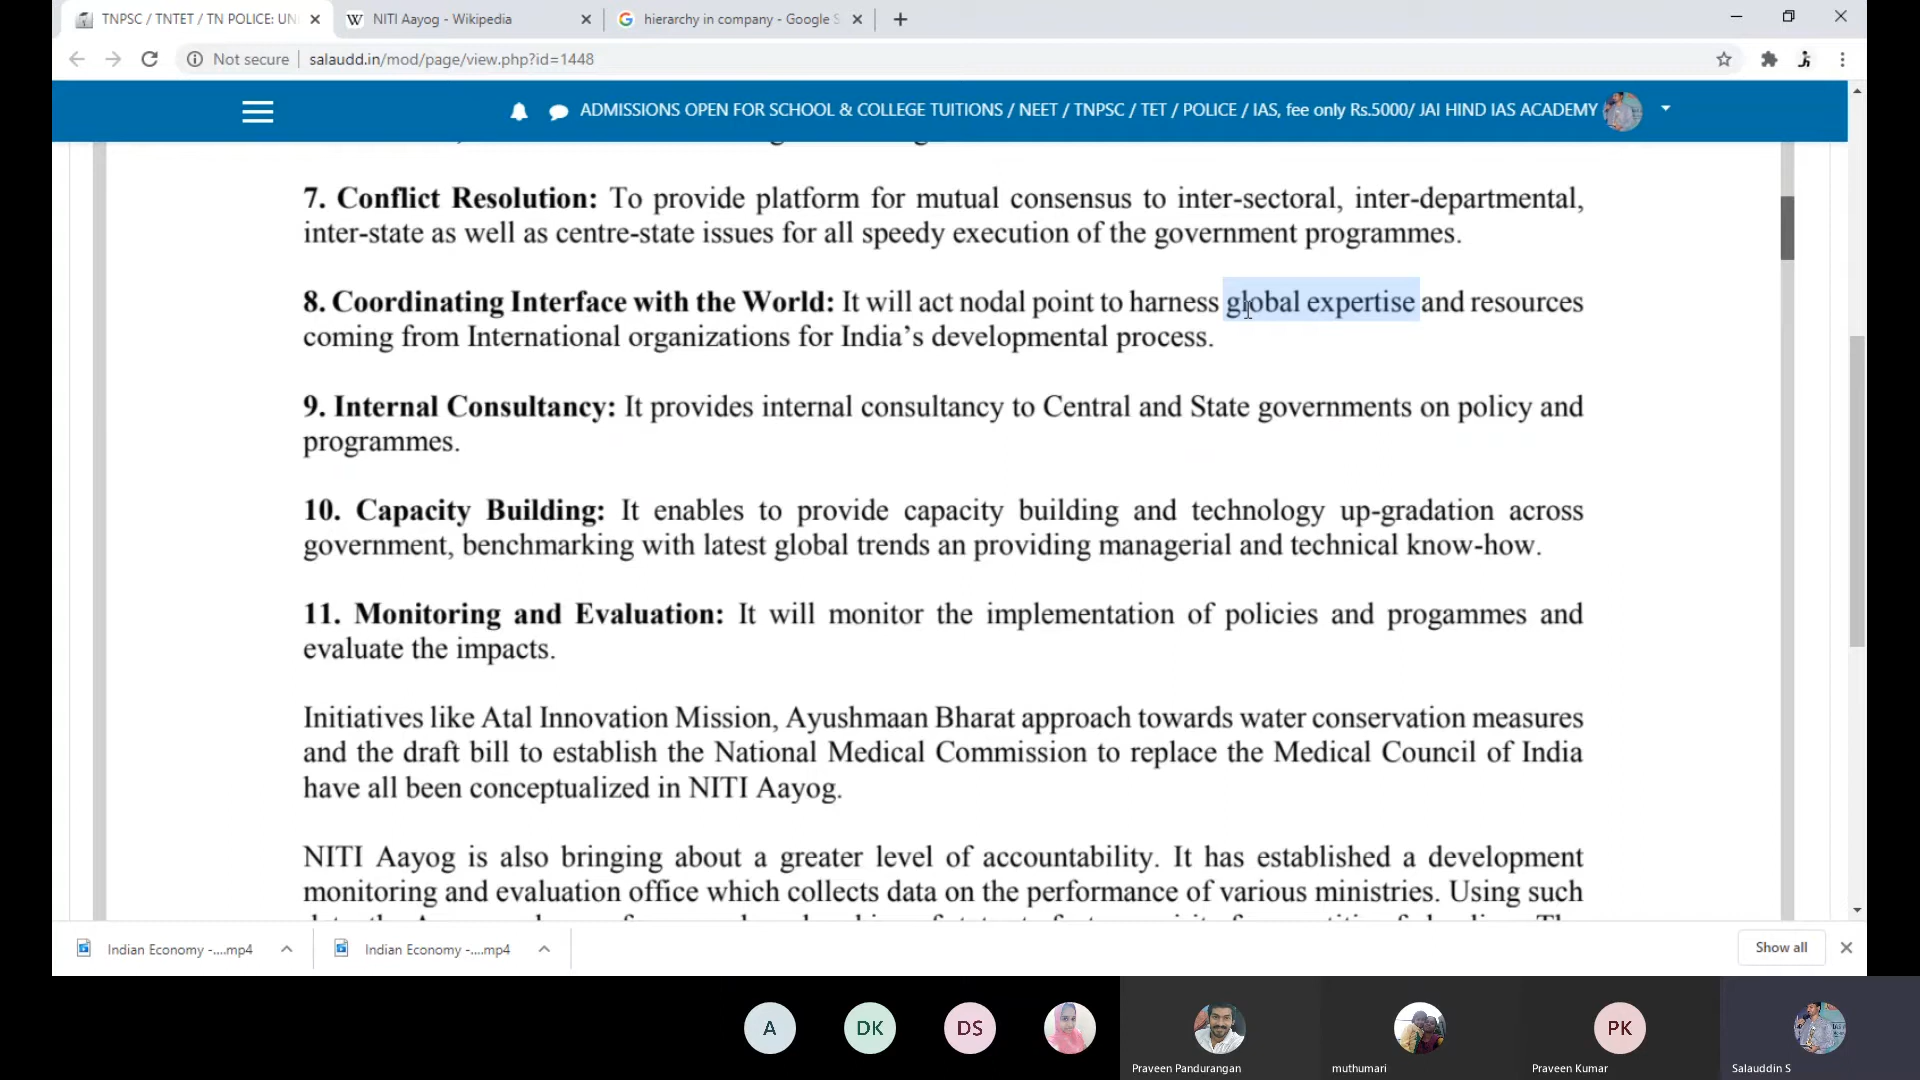 TNPSC / TNTET / TN POLICE: UNI
NITI Aayog - Wikipedia
hierarchy in company - Google S
Not secure
salaudd.in/mod/page/view.php?id=1448
ADMISSIONS OPEN FOR SCHOOL & COLLEGE TUITIONS / NEET / TNPSC / TET / POLICE / IAS, fee only Rs.5000/ JAI HIND IAS ACADEMY
7. Conflict Resolution: To provide platform for mutual consensus to inter-sectoral, inter-departmental,
inter-state as well as centre-state issues for all speedy execution of the government programmes.
8. Coordinating Interface with the World: It will act nodal point to harness global expertise and resources
coming from International organizations for India’s developmental process.
9. Internal Consultancy: It provides internal consultancy to Central and State governments on policy and
programmes.
10. Capacity Building: It enables to provide capacity building and technology up-gradation across
government, benchmarking with latest global trends an providing managerial and technical know-how.
11. Monitoring and Evaluation: It will monitor the implementation of policies and progammes and
evaluate the impacts.
Initiatives like Atal Innovation Mission, Ayushmaan Bharat approach towards water conservation measures
and the draft bill to establish the National Medical Commission to replace the Medical Council of India
have all been conceptualized in NITI Aayog.
NITI Aayog is also bringing about a greater level of accountability. It has established a development
monitoring and evaluation office which collects data on the performance of various ministries. Using such
Indian Economy -....mp4
Indian Economy -....mp4
Show all
A
DK
DS
PK
Praveen Pandurangan
muthumari
Praveen Kumar
Salauddin S